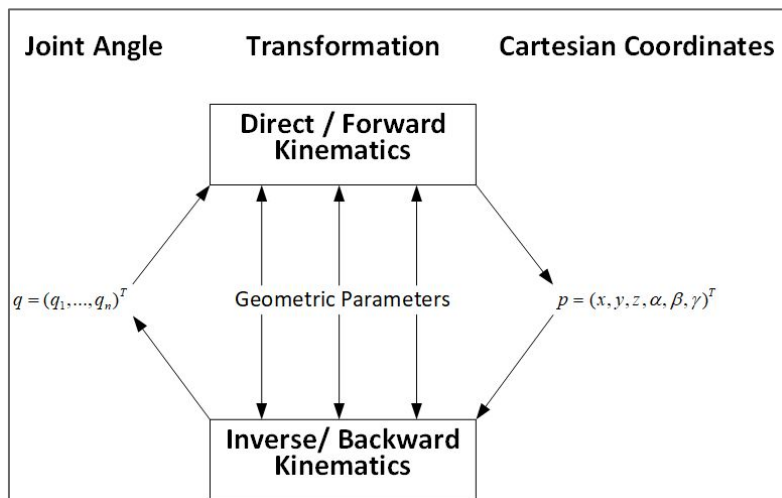 Joint Angle
Transformation
Cartesian Coordinates
Direct / Forward
Kinematics
q = (q₁,...,qₙ)ᵀ
Geometric Parameters
p = (x, y, z, α, β, γ)ᵀ
Inverse/ Backward
Kinematics